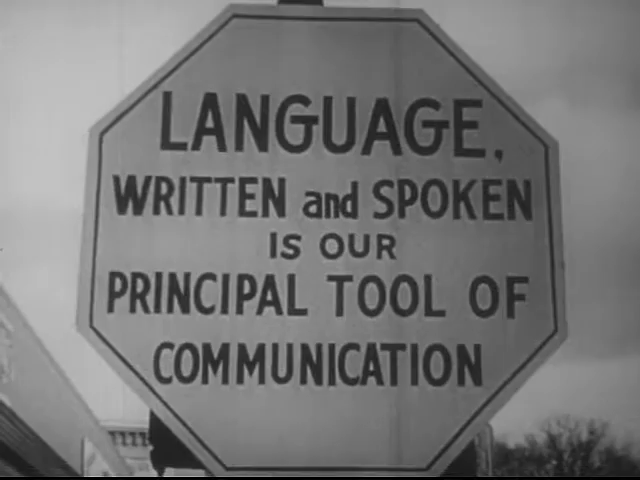 LANGUAGE,
WRITTEN and SPOKEN
IS OUR
PRINCIPAL TOOL OF
COMMUNICATION